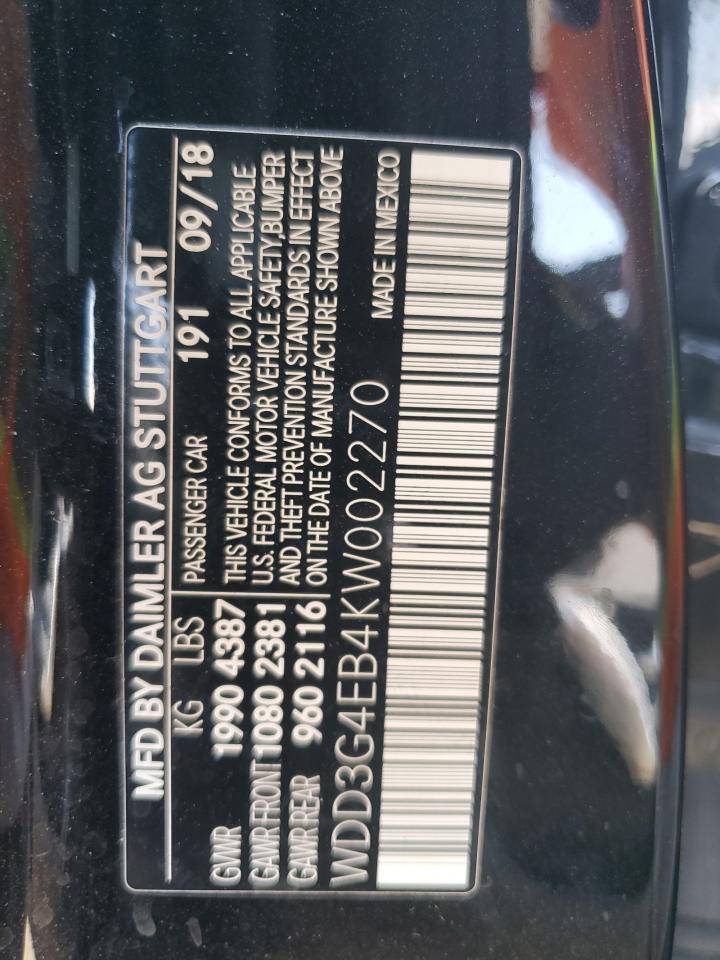 MFD BY DAIMLER AG STUTTGART
KG LBS PASSENGER CAR 191 09/18
GVWR 1990 4387 THIS VEHICLE CONFORMS TO ALL APPLICABLE
GAWR FRONT 1080 2381 U.S. FEDERAL MOTOR VEHICLE SAFETY,BUMPER
GAWR REAR 960 2116 AND THEFT PREVENTION STANDARDS IN EFFECT
ON THE DATE OF MANUFACTURE SHOWN ABOVE
WDD3G4EB4KW002270 MADE IN MEXICO